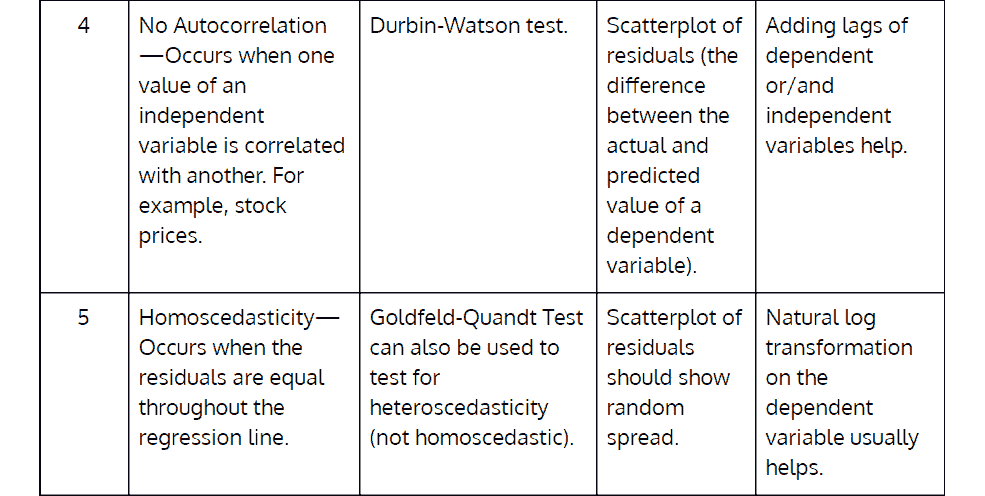 4
No Autocorrelation
—Occurs when one
value of an
independent
variable is correlated
with another. For
example, stock
prices.
Durbin-Watson test.
Scatterplot of
residuals (the
difference
between the
actual and
predicted
value of a
dependent
variable).
Adding lags of
dependent
or/and
independent
variables help.
5
Homoscedasticity—
Occurs when the
residuals are equal
throughout the
regression line.
Goldfeld-Quandt Test
can also be used to
test for
heteroscedasticity
(not homoscedastic).
Scatterplot of
residuals
should show
random
spread.
Natural log
transformation
on the
dependent
variable usually
helps.